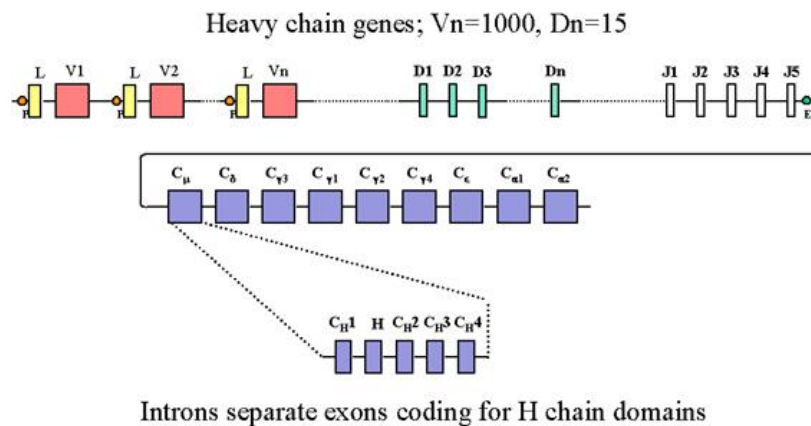 Heavy chain genes; Vn=1000, Dn=15
L V1 L V2 L Vn D1 D2 D3 Dn J1 J2 J3 J4 J5
P P P E
Cμ Cδ Cγ3 Cγ1 Cγ2 Cγ4 Cε Cα1 Cα2
CH1 H CH2 CH3 CH4
Introns separate exons coding for H chain domains